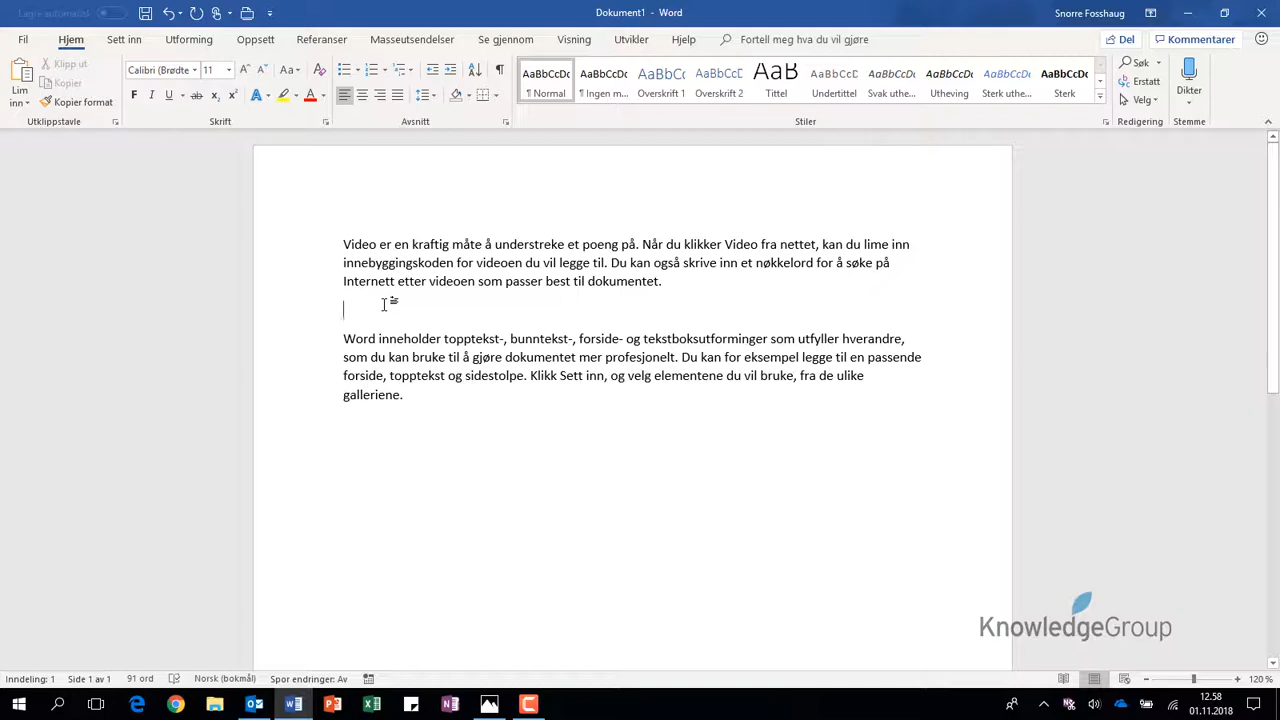 Lagre automatisk
Dokument1 - Word
Snorre Fosshaug
Fil Hjem Sett inn Utforming Oppsett Referanser Masseutsendelser Se gjennom Visning Utvikler Hjelp Fortell meg hva du vil gjøre Del Kommentarer
Lim inn
Klipp ut
Kopier
Kopier format
Calibri (Brødte 11
Aa
F K U ab x₂ x² A A
AaBbCcDc AaBbCcDc AaBbCc AaBbCcD AaB AaBbCcD AaBbCcDc AaBbCcDc AaBbCcDc AaBbCcDc
¶ Normal ¶ Ingen m... Overskrift 1 Overskrift 2 Tittel Undertittel Svak uthe... Uthevet Sterk uthe... Sterk
Søk
Erstatt
Velg
Dikter
Utklippstavle Skrift Avsnitt Stiler Redigering Stemme
Video er en kraftig måte å understreke et poeng på. Når du klikker Video fra nettet, kan du lime inn
innebyggingskoden for videoen du vil legge til. Du kan også skrive inn et nøkkelord for å søke på
Internett etter videoen som passer best til dokumentet.
Word inneholder topptekst-, bunntekst-, forside- og tekstboksutforminger som utfyller hverandre,
som du kan bruke til å gjøre dokumentet mer profesjonelt. Du kan for eksempel legge til en passende
forside, topptekst og sidestolpe. Klikk Sett inn, og velg elementene du vil bruke, fra de ulike
galleriene.
KnowledgeGroup
Inndeling: 1 Side 1 av 1 91 ord Norsk (bokmål) Spor endringer: Av 120 %
12.58
01.11.2018